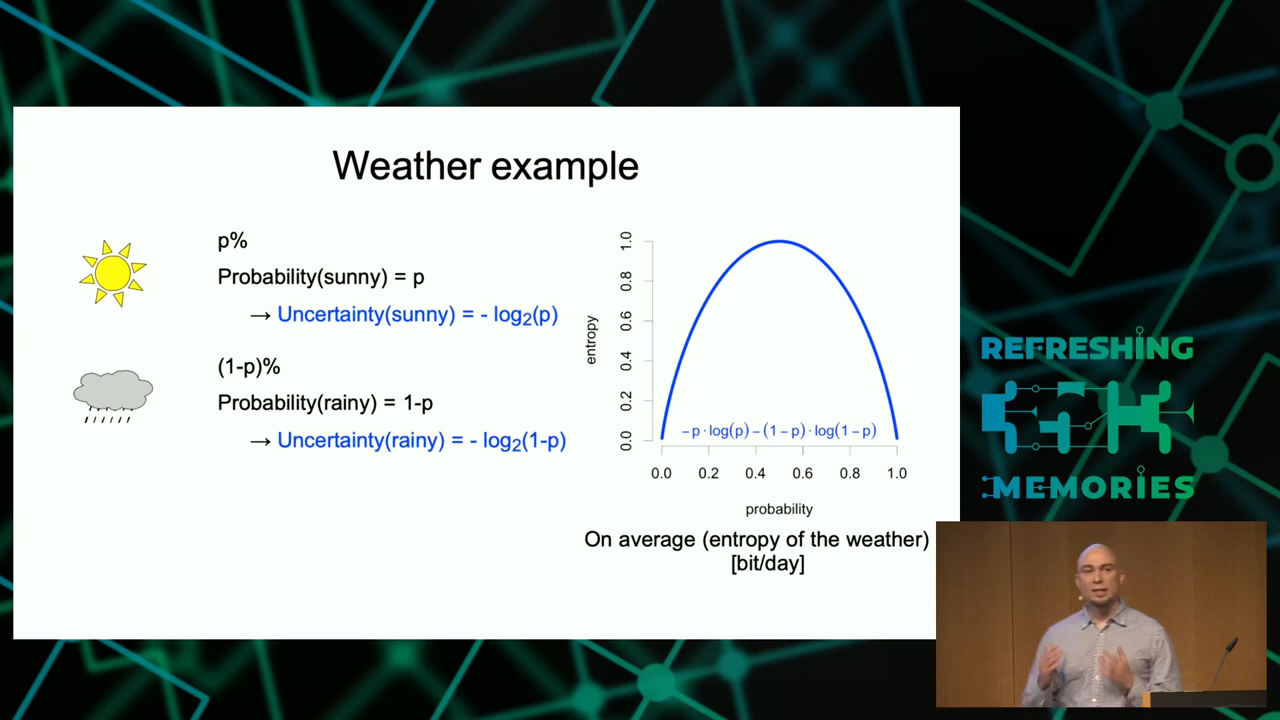 Weather example
p%
Probability(sunny) = p
→ Uncertainty(sunny) = - log₂(p)
(1-p)%
Probability(rainy) = 1-p
→ Uncertainty(rainy) = - log₂(1-p)
entropy
1.0
0.8
0.6
0.4
0.2
0.0
−p·log(p)−(1−p)·log(1−p)
0.0 0.2 0.4 0.6 0.8 1.0
probability
On average (entropy of the weather)
[bit/day]
REFRESHING
MEMORIES